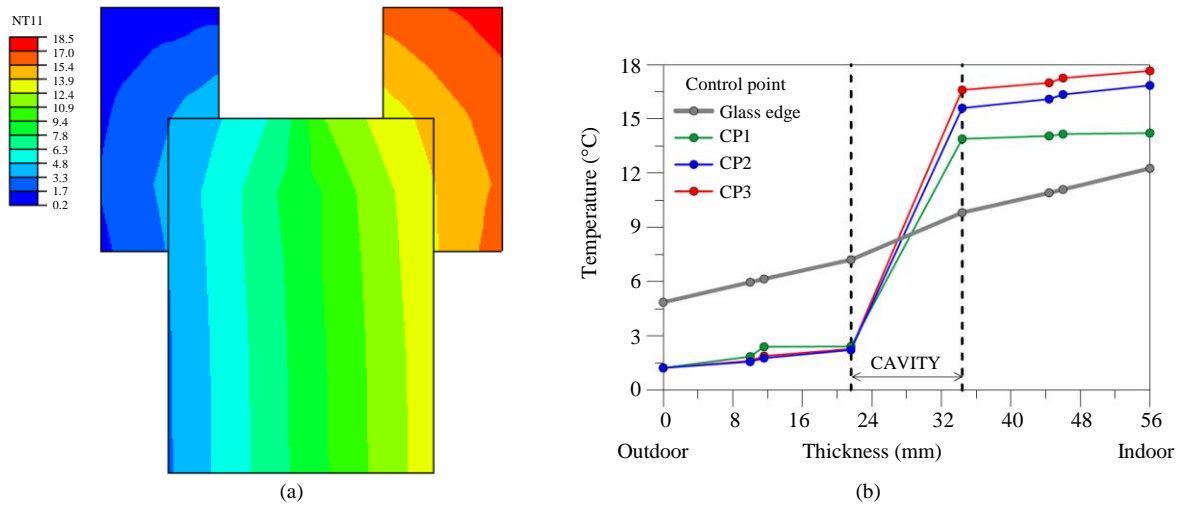 NT11
18.5
17.0
15.4
13.9
12.4
10.9
9.4
7.8
6.3
4.8
3.3
1.7
0.2
(a)
Temperature (°C)
18
15
12
9
6
3
0
Control point
Glass edge
CP1
CP2
CP3
CAVITY
0 8 16 24 32 40 48 56
Outdoor Thickness (mm) Indoor
(b)